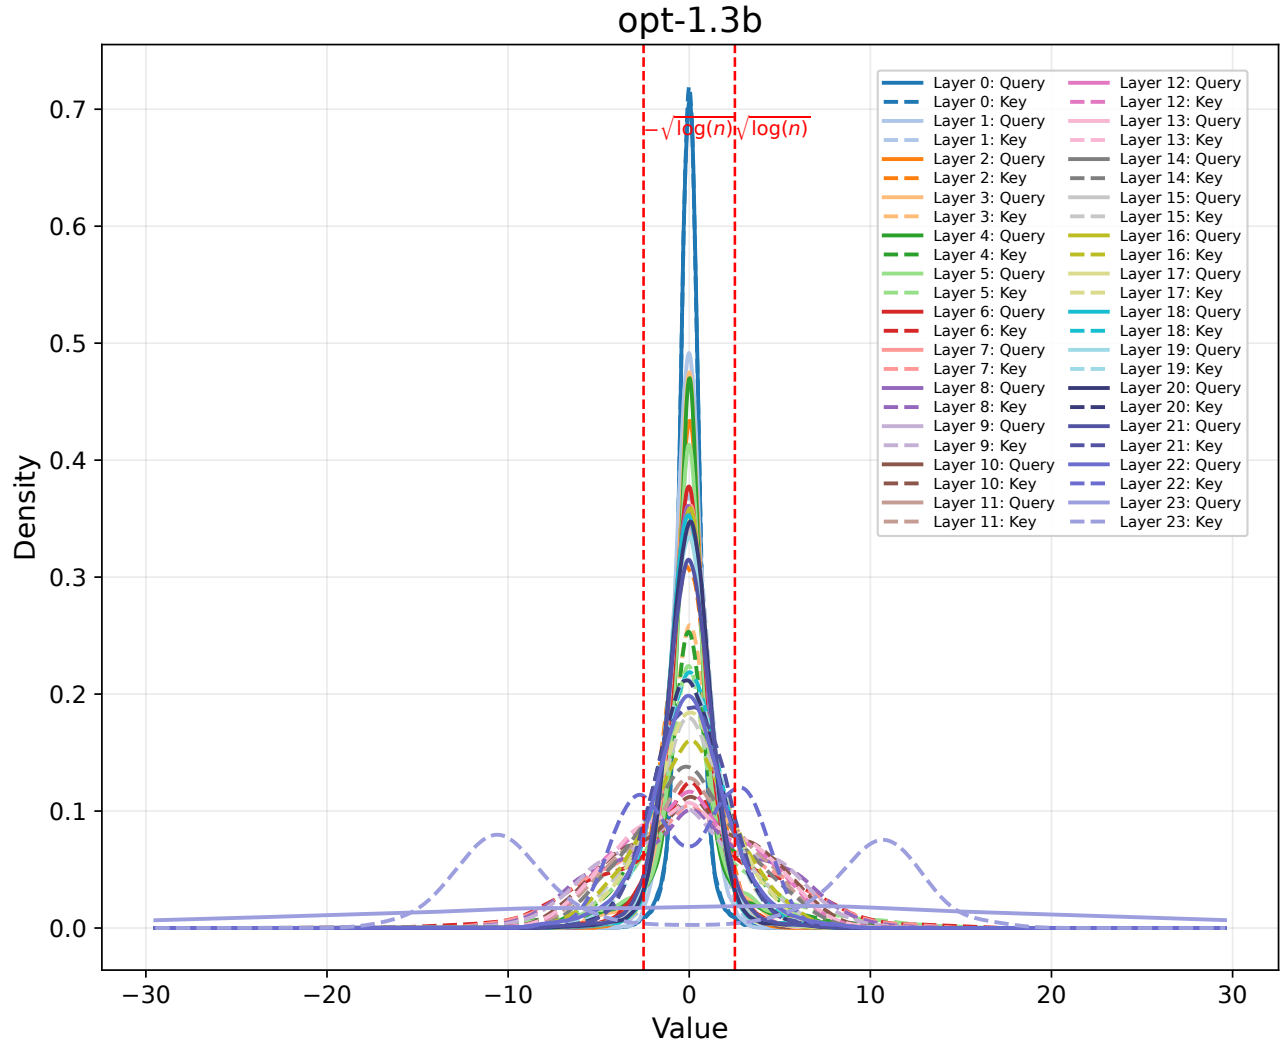 opt-1.3b
Density
0.7
0.6
0.5
0.4
0.3
0.2
0.1
0.0
−√log(n)
√log(n)
Layer 0: Query
Layer 0: Key
Layer 1: Query
Layer 1: Key
Layer 2: Query
Layer 2: Key
Layer 3: Query
Layer 3: Key
Layer 4: Query
Layer 4: Key
Layer 5: Query
Layer 5: Key
Layer 6: Query
Layer 6: Key
Layer 7: Query
Layer 7: Key
Layer 8: Query
Layer 8: Key
Layer 9: Query
Layer 9: Key
Layer 10: Query
Layer 10: Key
Layer 11: Query
Layer 11: Key
Layer 12: Query
Layer 12: Key
Layer 13: Query
Layer 13: Key
Layer 14: Query
Layer 14: Key
Layer 15: Query
Layer 15: Key
Layer 16: Query
Layer 16: Key
Layer 17: Query
Layer 17: Key
Layer 18: Query
Layer 18: Key
Layer 19: Query
Layer 19: Key
Layer 20: Query
Layer 20: Key
Layer 21: Query
Layer 21: Key
Layer 22: Query
Layer 22: Key
Layer 23: Query
Layer 23: Key
−30
−20
−10
0
10
20
30
Value